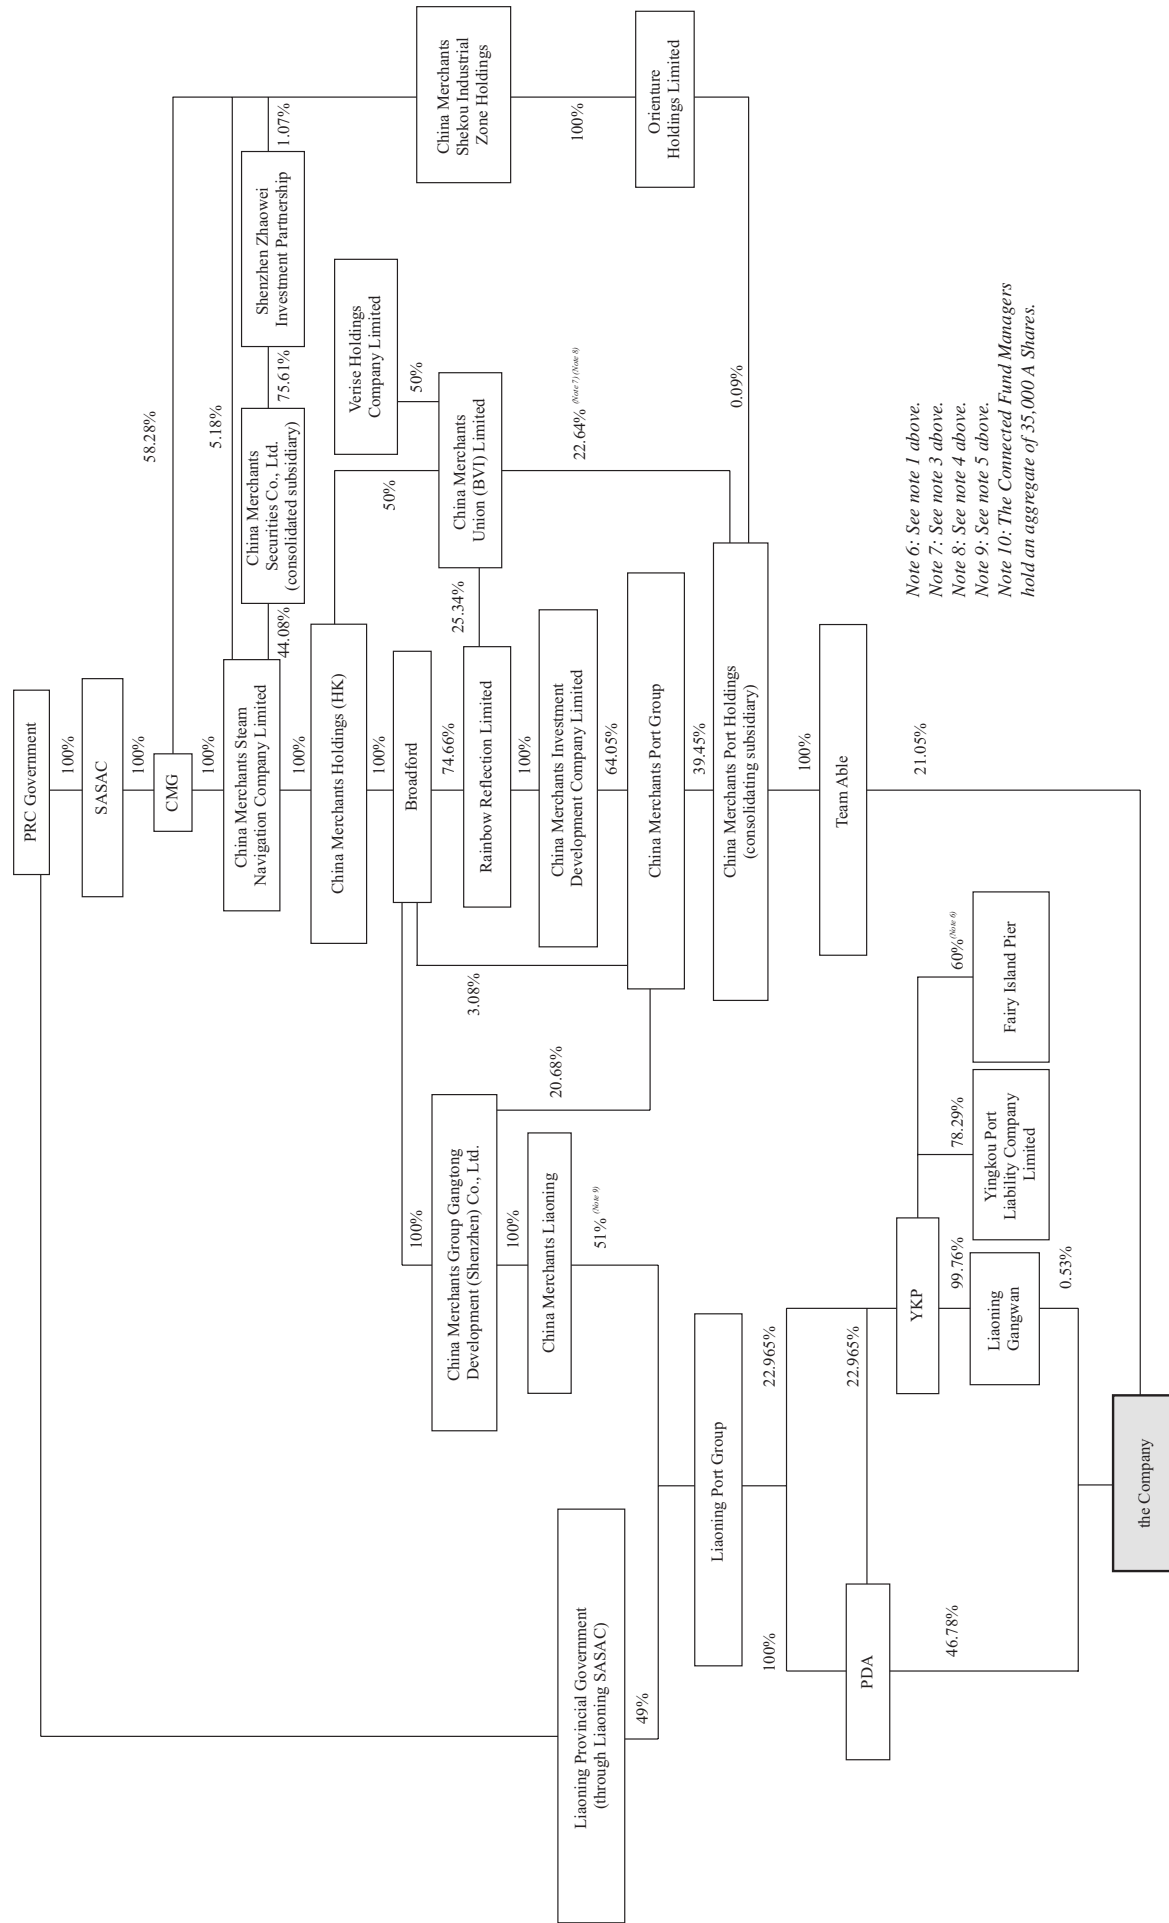 PRC Government
100%
SASAC
100%
CMG
58.28%
100%
China Merchants Steam
Navigation Company Limited
5.18%
44.08%
China Merchants
Securities Co., Ltd.
(consolidated subsidiary)
75.61%
Shenzhen Zhaowei
Investment Partnership
1.07%
100%
China Merchants Holdings (HK)
50%
Verise Holdings
Company Limited
50%
China Merchants
Shekou Industrial
Zone Holdings
100%
Broadford
100%
China Merchants Group Gangtong
Development (Shenzhen) Co., Ltd.
3.08%
74.66%
Rainbow Reflection Limited
25.34%
China Merchants
Union (BVI) Limited
100%
100%
China Merchants Liaoning
China Merchants Investment
Development Company Limited
22.64% (Note 7) (Note 8)
100%
Orienture
Holdings Limited
Liaoning Provincial Government
(through Liaoning SASAC)
20.68%
64.05%
China Merchants Port Group
49%
51% (Note 9)
39.45%
0.09%
Liaoning Port Group
China Merchants Port Holdings
(consolidating subsidiary)
100%
22.965%
100%
Team Able
PDA
22.965%
21.05%
YKP
46.78%
99.76%
78.29%
60% (Note 6)
Liaoning
Gangwan
Yingkou Port
Liability Company
Limited
Fairy Island Pier
0.53%
the Company
Note 6: See note 1 above.
Note 7: See note 3 above.
Note 8: See note 4 above.
Note 9: See note 5 above.
Note 10: The Connected Fund Managers
hold an aggregate of 35,000 A Shares.